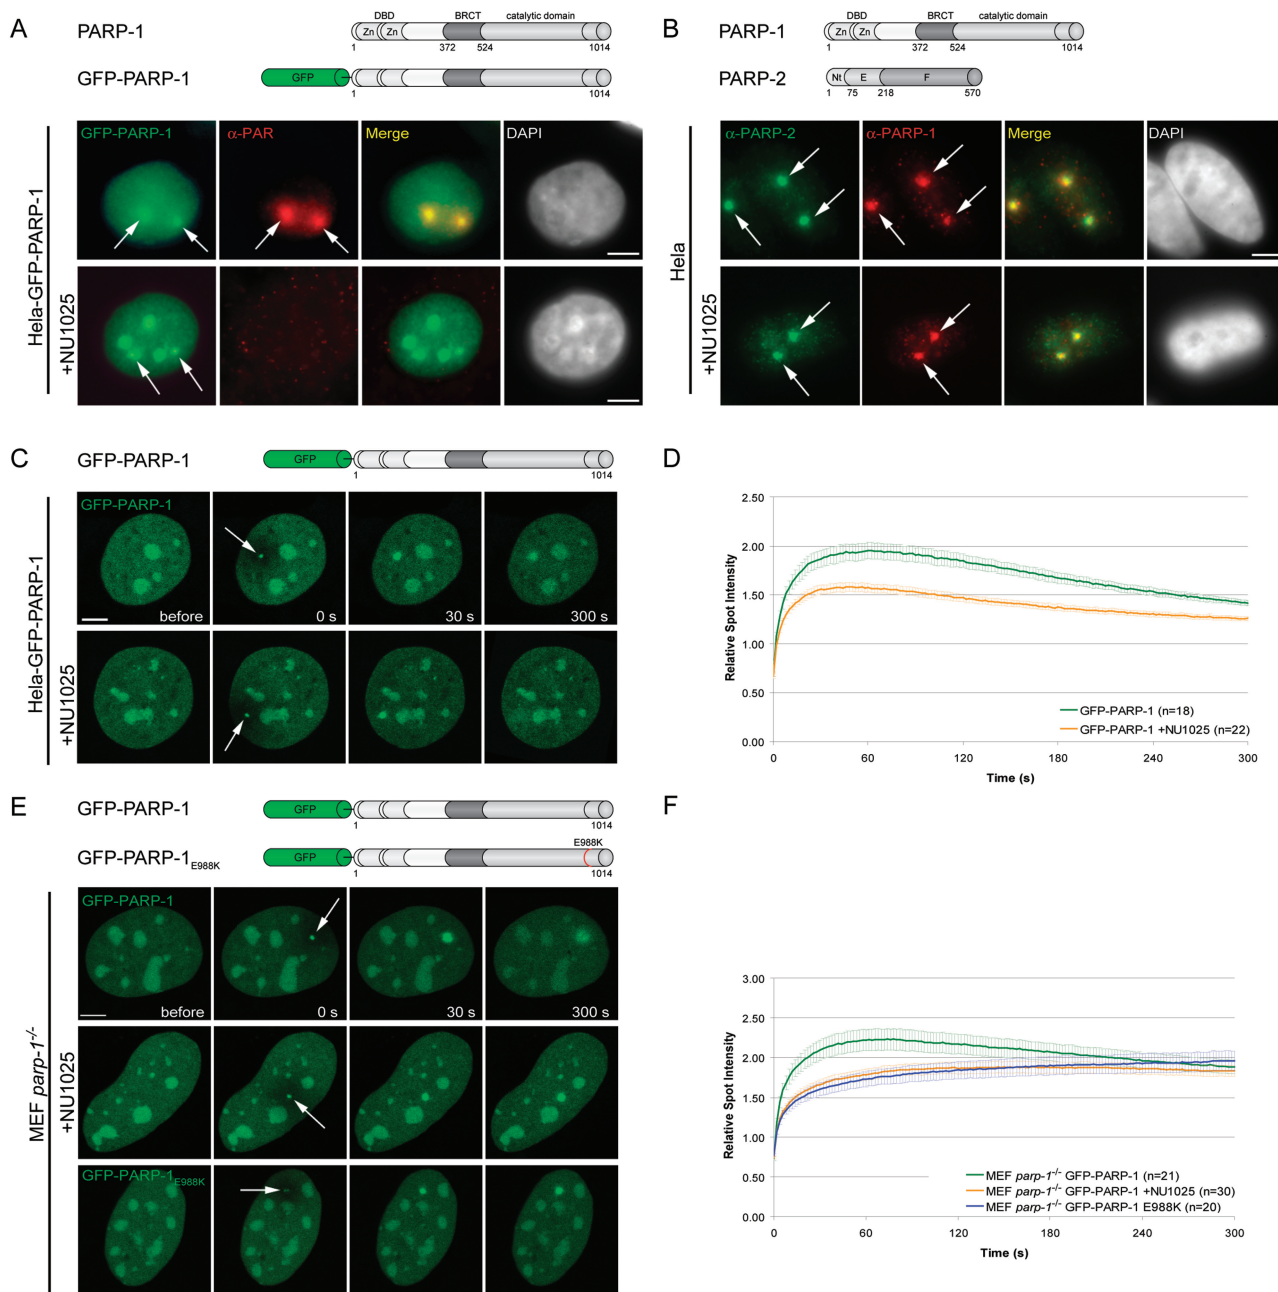 A
PARP-1
DBD
BRCT
catalytic domain
Zn
Zn
1
372
524
1014
GFP-PARP-1
GFP
1
1014
Hela-GFP-PARP-1
GFP-PARP-1
α-PAR
Merge
DAPI
+NU1025
B
PARP-1
DBD
BRCT
catalytic domain
Zn
Zn
1
372
524
1014
PARP-2
Nt
E
F
1
75
218
570
Hela
α-PARP-2
α-PARP-1
Merge
DAPI
+NU1025
C
GFP-PARP-1
GFP
1
1014
Hela-GFP-PARP-1
GFP-PARP-1
before
0 s
30 s
300 s
+NU1025
D
2.50
2.00
1.50
1.00
0.50
0.00
Relative Spot Intensity
GFP-PARP-1 (n=18)
GFP-PARP-1 +NU1025 (n=22)
0
60
120
180
240
300
Time (s)
E
GFP-PARP-1
GFP
1
1014
GFP-PARP-1E988K
GFP
E988K
1
1014
MEF parp-1-/-
GFP-PARP-1
before
0 s
30 s
300 s
+NU1025
GFP-PARP-1E988K
F
3.00
2.50
2.00
1.50
1.00
0.50
0.00
Relative Spot Intensity
MEF parp-1-/- GFP-PARP-1 (n=21)
MEF parp-1-/- GFP-PARP-1 +NU1025 (n=30)
MEF parp-1-/- GFP-PARP-1 E988K (n=20)
0
60
120
180
240
300
Time (s)